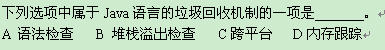 下列选项中属于 Java 语言的垃圾回收机制的一项是______。
A 语法检查 B 堆栈溢出检查 C 跨平台 D 内存跟踪